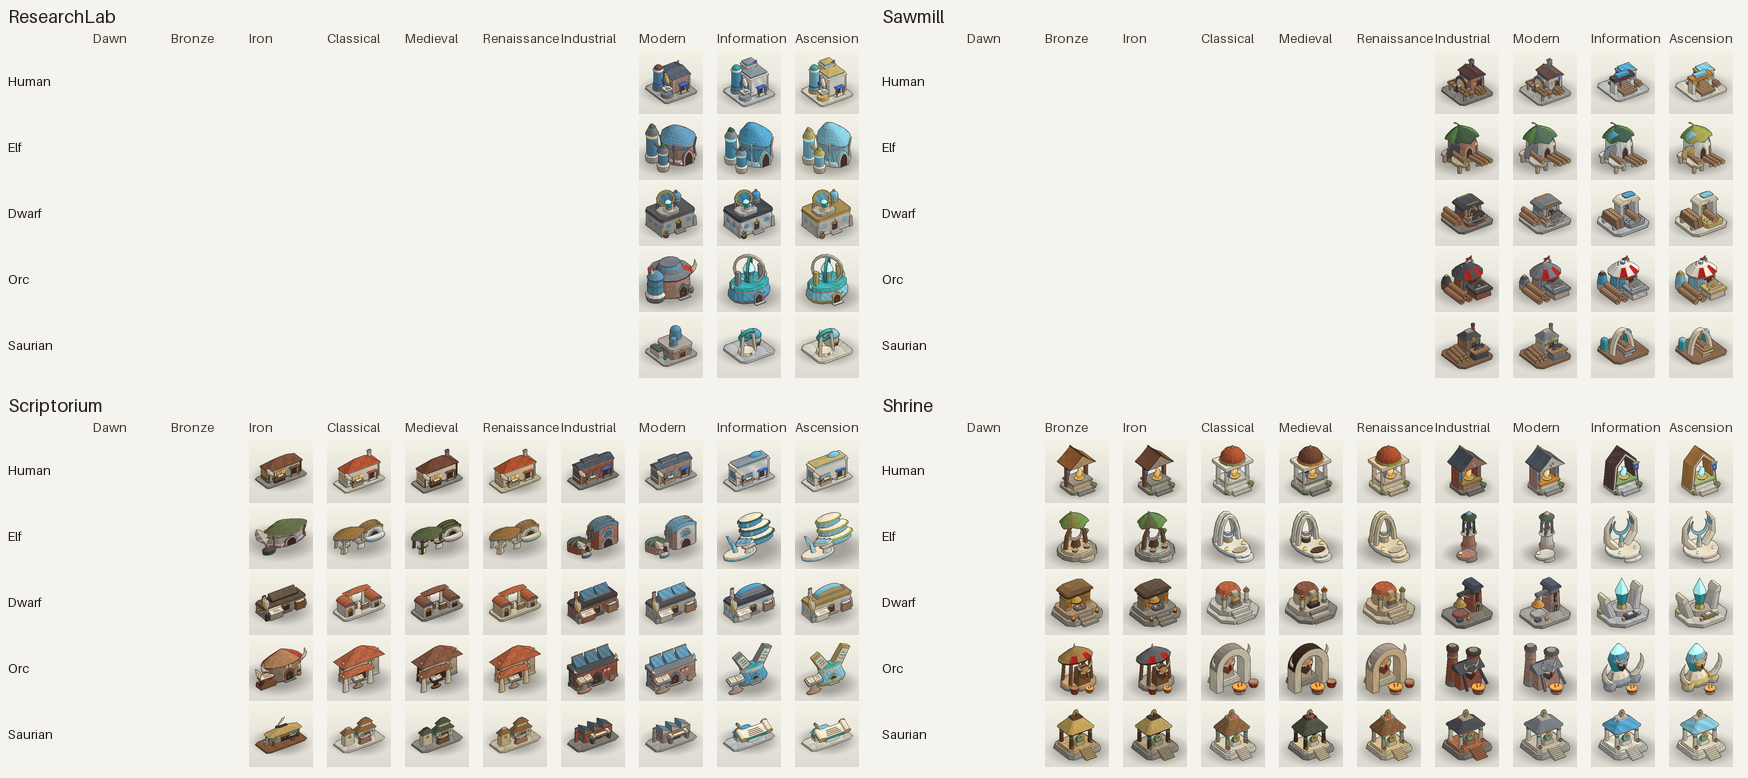 ResearchLab
Dawn Bronze Iron Classical Medieval Renaissance Industrial Modern Information Ascension
Human
Elf
Dwarf
Orc
Saurian
Sawmill
Dawn Bronze Iron Classical Medieval Renaissance Industrial Modern Information Ascension
Human
Elf
Dwarf
Orc
Saurian
Scriptorium
Dawn Bronze Iron Classical Medieval Renaissance Industrial Modern Information Ascension
Human
Elf
Dwarf
Orc
Saurian
Shrine
Dawn Bronze Iron Classical Medieval Renaissance Industrial Modern Information Ascension
Human
Elf
Dwarf
Orc
Saurian